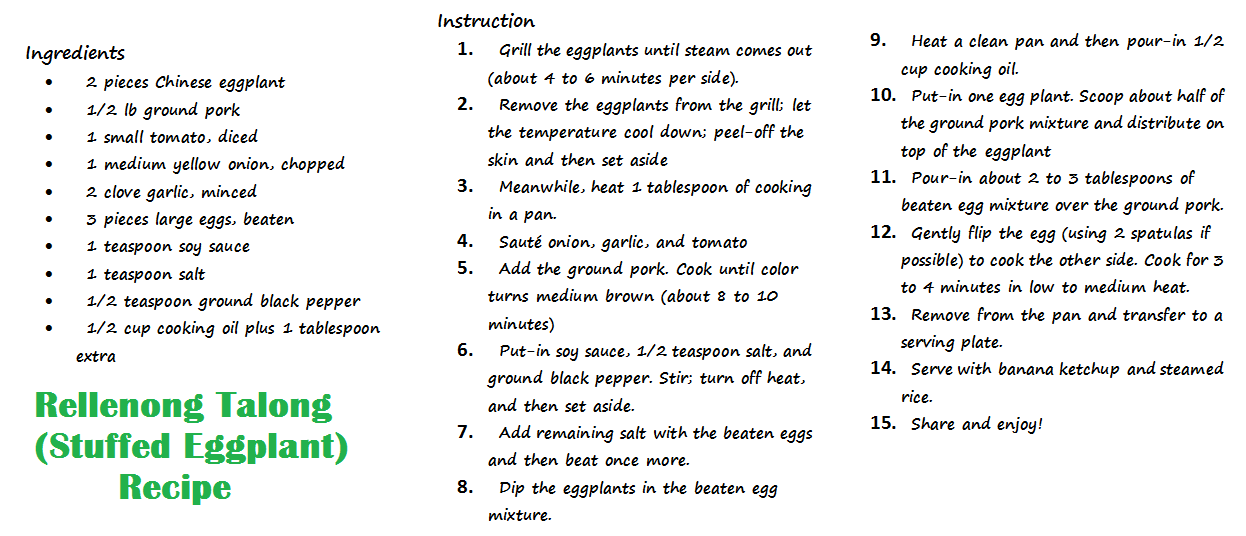 Ingredients
• 2 pieces Chinese eggplant
• 1/2 lb ground pork
• 1 small tomato, diced
• 1 medium yellow onion, chopped
• 2 clove garlic, minced
• 3 pieces large eggs, beaten
• 1 teaspoon soy sauce
• 1 teaspoon salt
• 1/2 teaspoon ground black pepper
• 1/2 cup cooking oil plus 1 tablespoon
extra
Rellenong Talong
(Stuffed Eggplant)
Recipe
Instruction
1. Grill the eggplants until steam comes out
(about 4 to 6 minutes per side).
2. Remove the eggplants from the grill; let
the temperature cool down; peel-off the
skin and then set aside
3. Meanwhile, heat 1 tablespoon of cooking
in a pan.
4. Sauté onion, garlic, and tomato
5. Add the ground pork. Cook until color
turns medium brown (about 8 to 10
minutes)
6. Put-in soy sauce, 1/2 teaspoon salt, and
ground black pepper. Stir; turn off heat,
and then set aside.
7. Add remaining salt with the beaten eggs
and then beat once more.
8. Dip the eggplants in the beaten egg
mixture.
9. Heat a clean pan and then pour-in 1/2
cup cooking oil.
10. Put-in one egg plant. Scoop about half of
the ground pork mixture and distribute on
top of the eggplant
11. Pour-in about 2 to 3 tablespoons of
beaten egg mixture over the ground pork.
12. Gently flip the egg (using 2 spatulas if
possible) to cook the other side. Cook for 3
to 4 minutes in low to medium heat.
13. Remove from the pan and transfer to a
serving plate.
14. Serve with banana ketchup and steamed
rice.
15. Share and enjoy!